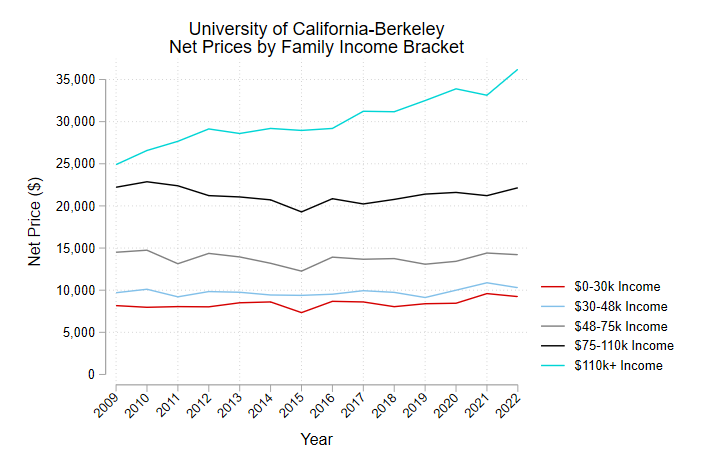 University of California-Berkeley
Net Prices by Family Income Bracket
Net Price ($)
35,000
30,000
25,000
20,000
15,000
10,000
5,000
0
2009
2010
2011
2012
2013
2014
2015
2016
2017
2018
2019
2020
2021
2022
Year
$0-30k Income
$30-48k Income
$48-75k Income
$75-110k Income
$110k+ Income